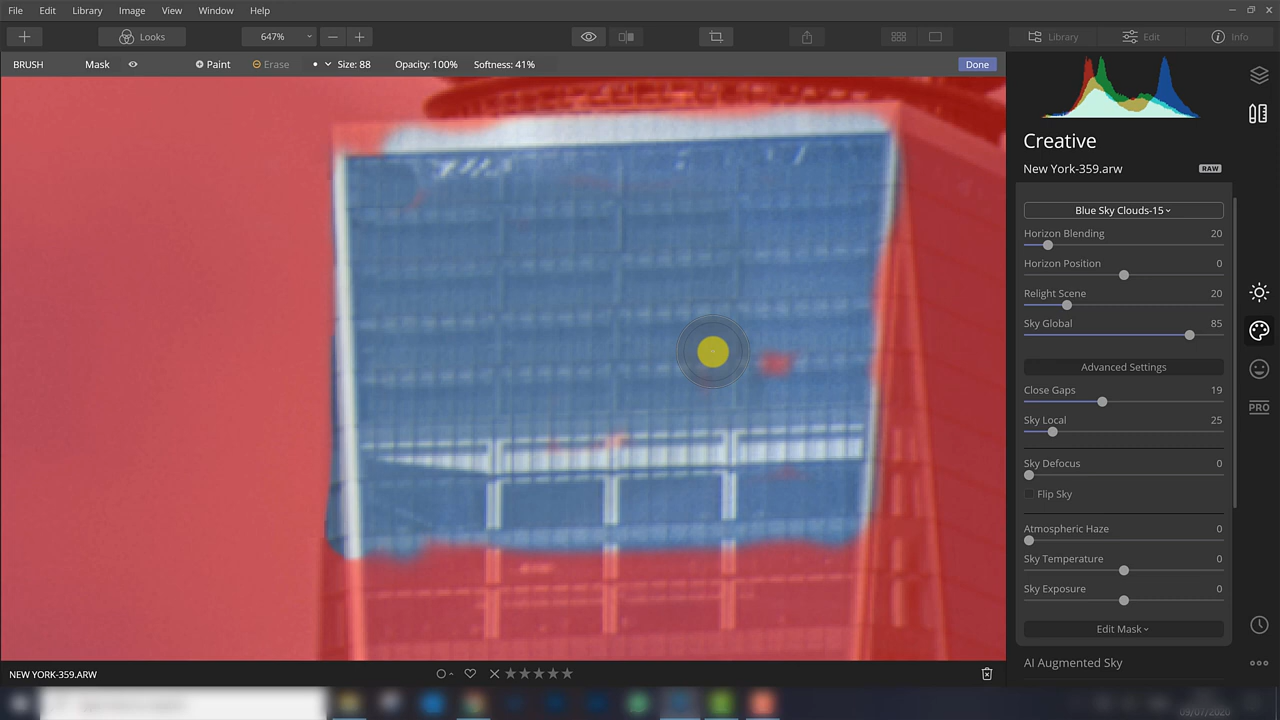 File Edit Library Image View Window Help
Looks 647% Library Edit Info
BRUSH Mask Paint Erase Size: 88 Opacity: 100% Softness: 41% Done
Creative
New York-359.arw RAW
Blue Sky Clouds-15
Horizon Blending 20
Horizon Position 0
Relight Scene 20
Sky Global 85
Advanced Settings
Close Gaps 19
Sky Local 25
PRO
Sky Defocus 0
Flip Sky
Atmospheric Haze 0
Sky Temperature 0
Sky Exposure 0
Edit Mask
AI Augmented Sky
NEW YORK-359.ARW
09/07/2020